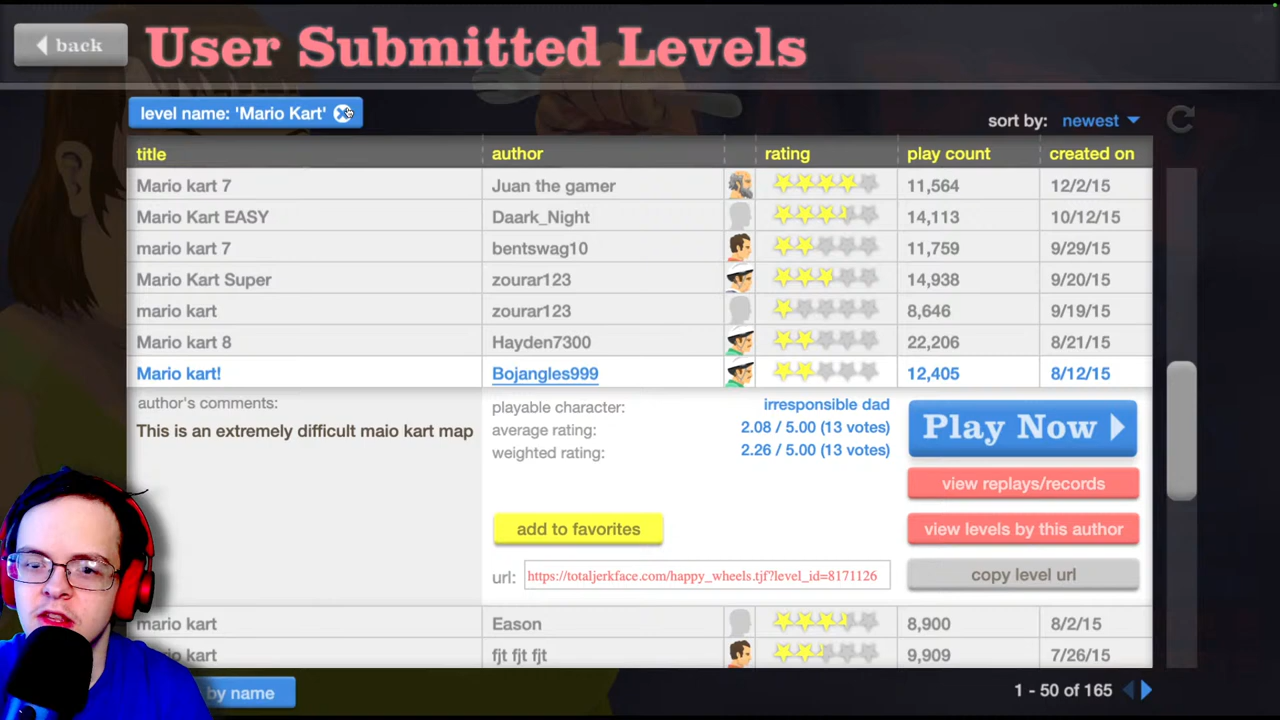 back
User Submitted Levels
level name: 'Mario Kart'
sort by: newest
title author rating play count created on
Mario kart 7 Juan the gamer 11,564 12/2/15
Mario Kart EASY Daark_Night 14,113 10/12/15
mario kart 7 bentswag10 11,759 9/29/15
Mario Kart Super zourar123 14,938 9/20/15
mario kart zourar123 8,646 9/19/15
Mario kart 8 Hayden7300 22,206 8/21/15
Mario kart! Bojangles999 12,405 8/12/15
author's comments:
This is an extremely difficult maio kart map
playable character: irresponsible dad
average rating: 2.08 / 5.00 (13 votes)
weighted rating: 2.26 / 5.00 (13 votes)
Play Now
view replays/records
add to favorites
view levels by this author
url: https://totaljerkface.com/happy_wheels.tjf?level_id=8171126
copy level url
mario kart Eason 8,900 8/2/15
kart fjt fjt fjt 9,909 7/26/15
by name
1 - 50 of 165